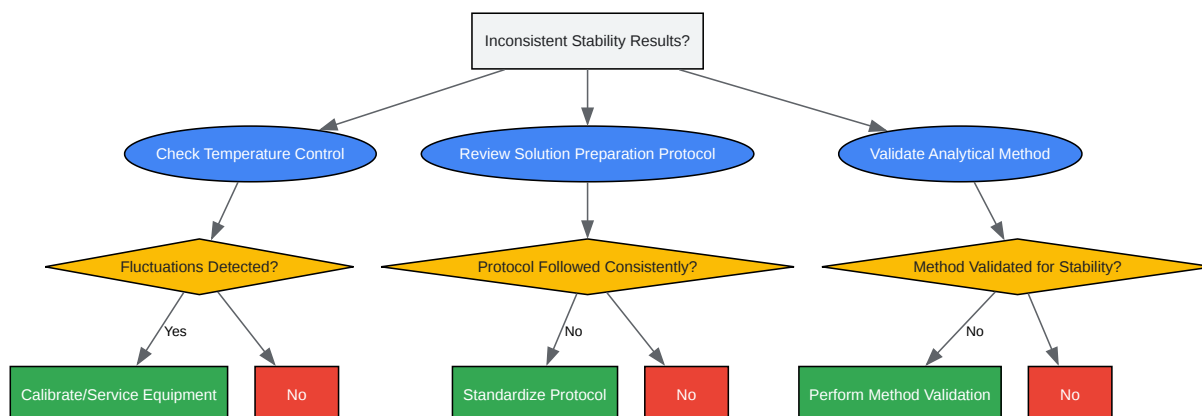 Inconsistent Stability Results?
Check Temperature Control
Review Solution Preparation Protocol
Validate Analytical Method
Fluctuations Detected?
Protocol Followed Consistently?
Method Validated for Stability?
Yes
No
No
Calibrate/Service Equipment
No
Standardize Protocol
No
Perform Method Validation
No